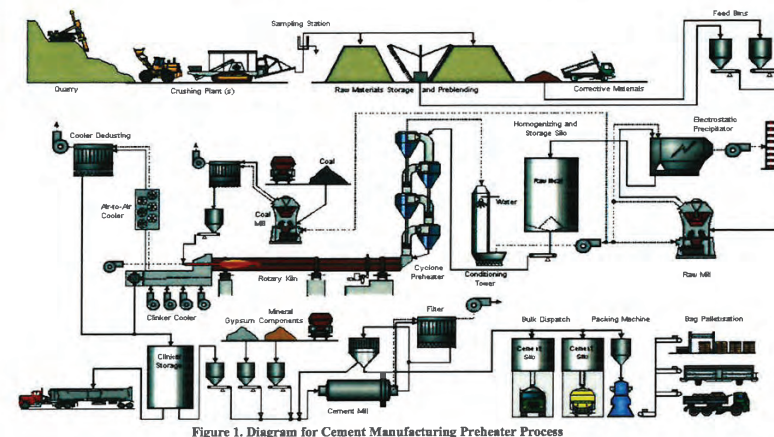 Sampling Station
Feed Bins
Quarry
Crushing Plant (s)
Raw Materials Storage and Preblending
Corrective Materials
Cooler Dedusting
Coal
Homogenizing and
Storage Silo
Electrostatic
Precipitator
Air-to-Air
Cooler
Coal
Mill
Water
Raw Meal
Rotary Kiln
Cyclone
Preheater
Conditioning
Tower
Raw Mill
Clinker Cooler
Mineral
Gypsum Components
Filter
Bulk Dispatch
Packing Machine
Bag Palletisation
Clinker
Storage
Cement
Silo
Cement
Silo
Cement Mill
Figure 1. Diagram for Cement Manufacturing Preheater Process